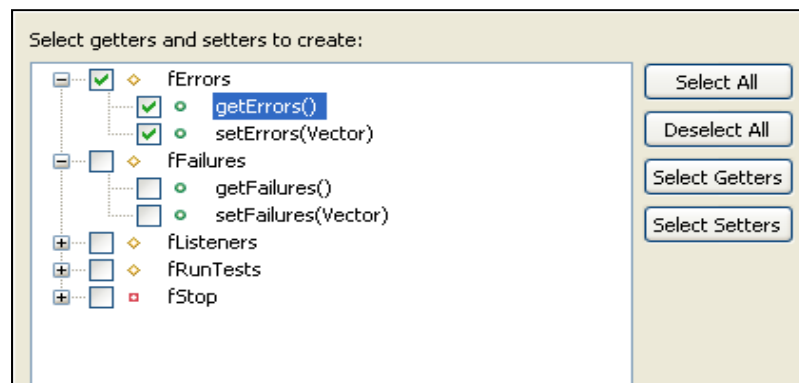 Select getters and setters to create:
fErrors
getErrors()
setErrors(Vector)
fFailures
getFailures()
setFailures(Vector)
fListeners
fRunTests
fStop
Select All
Deselect All
Select Getters
Select Setters